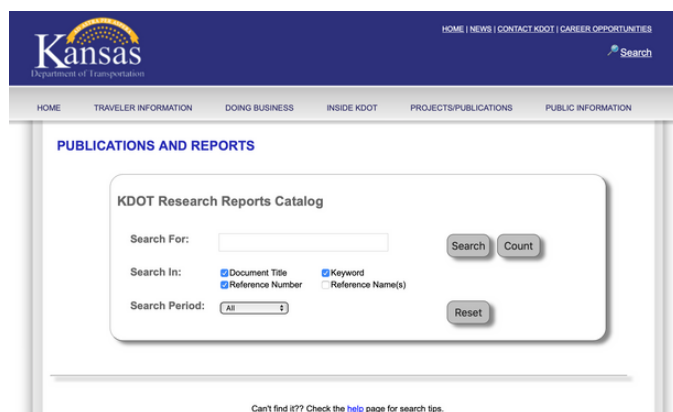 HOME | NEWS | CONTACT KDOT | CAREER OPPORTUNITIES
Kansas
Department of Transportation
Search
HOME TRAVELER INFORMATION DOING BUSINESS INSIDE KDOT PROJECTS/PUBLICATIONS PUBLIC INFORMATION
PUBLICATIONS AND REPORTS
KDOT Research Reports Catalog
Search For:
Search Count
Search In: Document Title Keyword
Reference Number Reference Name(s)
Search Period: All
Reset
Can't find it?? Check the help page for search tips.